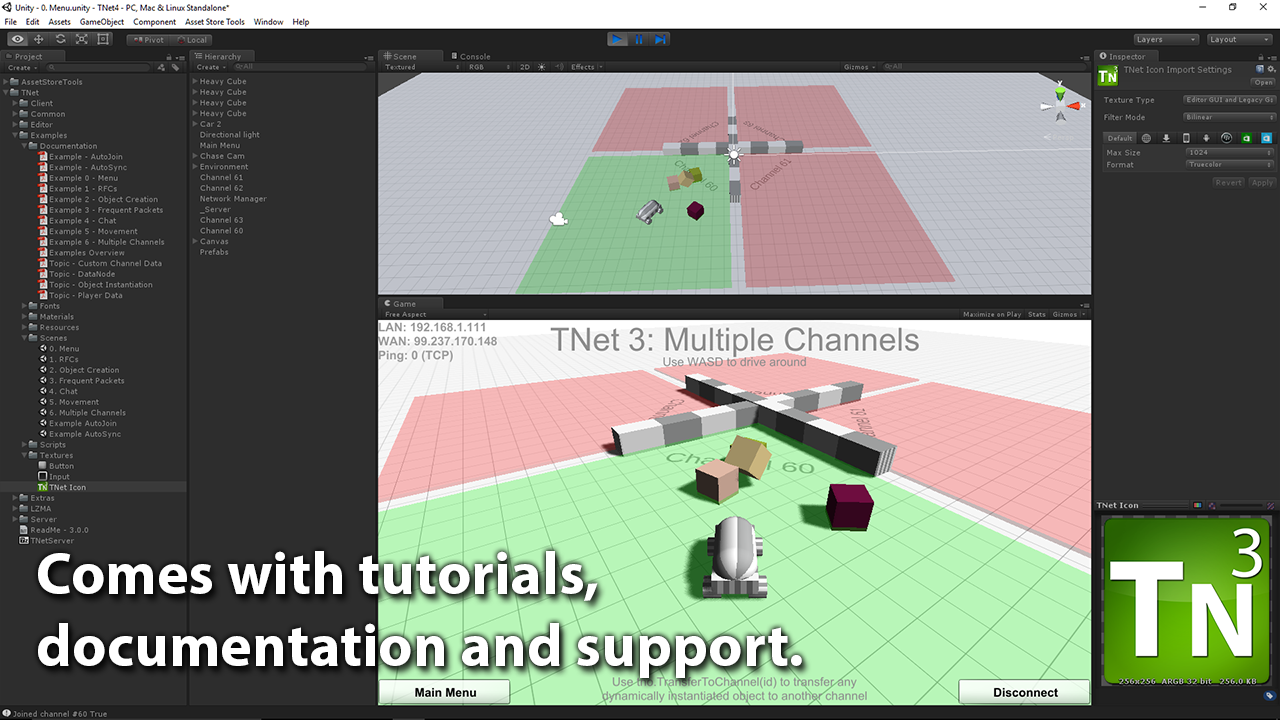 Unity - 0. Menu.unity - TNet4 - PC, Mac & Linux Standalone*
File Edit Assets GameObject Component Asset Store Tools Window Help
Pivot Local
Layers Layout
Project
Create
AssetStoreTools
TNet
Client
Common
Editor
Examples
Documentation
Example - AutoJoin
Example - AutoSync
Example 0 - Menu
Example 1 - RFCs
Example 2 - Object Creation
Example 3 - Frequent Packets
Example 4 - Chat
Example 5 - Movement
Example 6 - Multiple Channels
Examples Overview
Topic - Custom Channel Data
Topic - DataNode
Topic - Object Instantiation
Topic - Player Data
Fonts
Materials
Resources
Scenes
0. Menu
1. RFCs
2. Object Creation
3. Frequent Packets
4. Chat
5. Movement
6. Multiple Channels
Example AutoJoin
Example AutoSync
Scripts
Textures
Button
Input
TNet Icon
Extras
LZMA
Server
ReadMe - 3.0.0
TNetServer
Hierarchy
Create All
Heavy Cube
Heavy Cube
Heavy Cube
Heavy Cube
Car 2
Directional light
Main Menu
Chase Cam
Environment
Channel 61
Channel 62
Network Manager
_Server
Channel 63
Channel 60
Canvas
Prefabs
Scene Console
Textured RGB 2D Effects Gizmos All
y
x
Channel 60
Channel 61
Game
Free Aspect Maximize on Play Stats Gizmos
LAN: 192.168.1.111
WAN: 99.237.170.148
Ping: 0 (TCP)
TNet 3: Multiple Channels
Use WASD to drive around
Channel 60
Use the TransferToChannel(id) to transfer any
dynamically instantiated object to another channel
Main Menu
Disconnect
Inspector
TN3
TNet Icon Import Settings
Open
Texture Type Editor GUI and Legacy G
Filter Mode Bilinear
Default
Max Size 1024
Format Truecolor
Revert Apply
TNet Icon
TN3
256x256 ARGB 32 bit 256.0 KB
Comes with tutorials,
documentation and support.
Joined channel #60 True